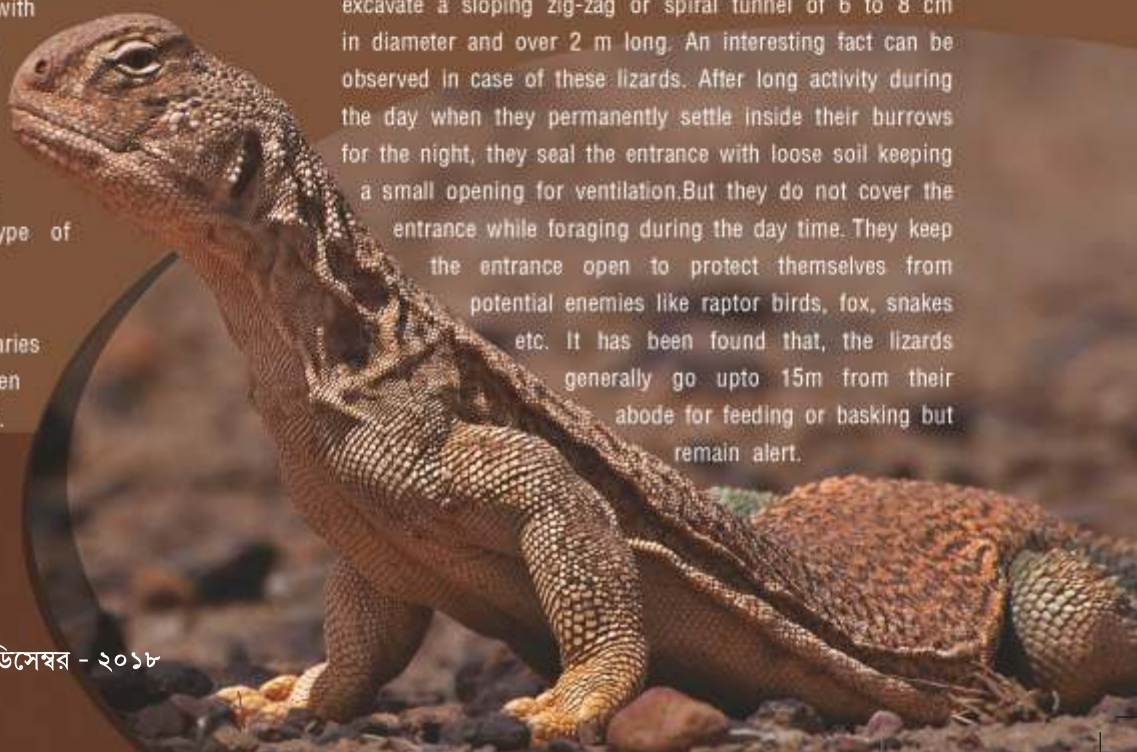 with
ype of
aries
en
.
excavate a sloping zig-zag or spiral tunnel of 6 to 8 cm
in diameter and over 2 m long. An interesting fact can be
observed in case of these lizards. After long activity during
the day when they permanently settle inside their burrows
for the night, they seal the entrance with loose soil keeping
a small opening for ventilation.But they do not cover the
entrance while foraging during the day time. They keep
the entrance open to protect themselves from
potential enemies like raptor birds, fox, snakes
etc. It has been found that, the lizards
generally go upto 15m from their
abode for feeding or basking but
remain alert.
ডিসেম্বর - ২০১৮